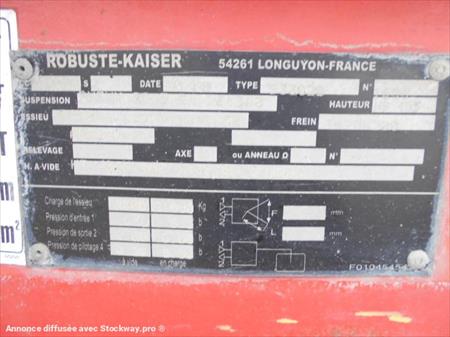 ROBUSTE-KAISER 54261 LONGUYON-FRANCE
S DATE TYPE N°
SUSPENSION HAUTEUR
ESSIEU FREIN
RELEVAGE AXE ou ANNEAU Ω N°
H. A-VIDE
Charge de l'essieu Kg
Pression d'entrée 1 b F mm
Pression de sortie 2 b L mm
Pression de pilotage 4 b
à vide en charge
T
m
m²
Annonce diffusée avec Stockway.pro ®